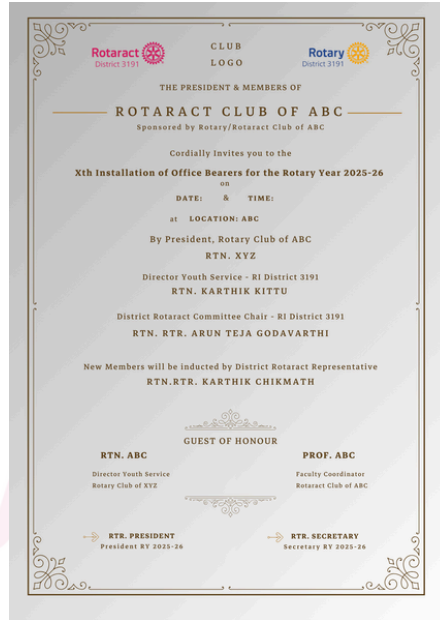 Rotaract
District 3191
CLUB
LOGO
Rotary
District 3191
THE PRESIDENT & MEMBERS OF
ROTARACT CLUB OF ABC
Sponsored by Rotary/Rotaract Club of ABC
Cordially Invites you to the
Xth Installation of Office Bearers for the Rotary Year 2025-26
on
DATE: & TIME:
at LOCATION: ABC
By President, Rotary Club of ABC
RTN. XYZ
Director Youth Service - RI District 3191
RTN. KARTHIK KITTU
District Rotaract Committee Chair - RI District 3191
RTN. RTR. ARUN TEJA GODAVARTHI
New Members will be inducted by District Rotaract Representative
RTN.RTR. KARTHIK CHIKMATH
GUEST OF HONOUR
RTN. ABC
Director Youth Service
Rotary Club of XYZ
PROF. ABC
Faculty Coordinator
Rotaract Club of ABC
RTR. PRESIDENT
President RY 2025-26
RTR. SECRETARY
Secretary RY 2025-26